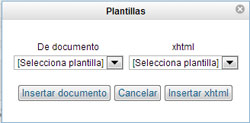 Plantillas
De documento xhtml
[Selecciona plantilla] [Selecciona plantilla]
Insertar documento Cancelar Insertar xhtml